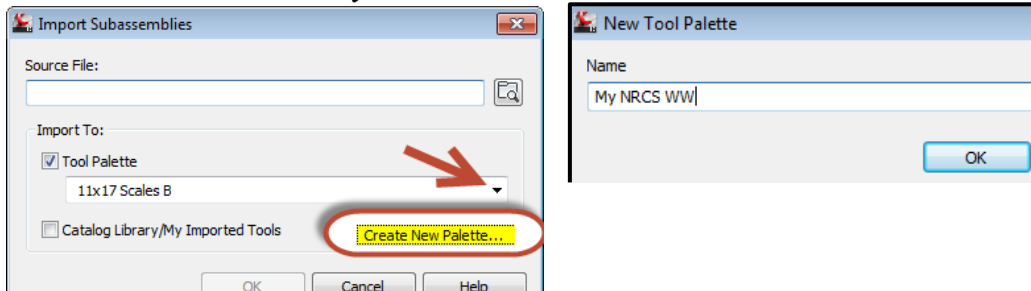 Import Subassemblies
Source File:
Import To:
Tool Palette
11x17 Scales B
Catalog Library/My Imported Tools
Create New Palette...
OK Cancel Help
New Tool Palette
Name
My NRCS WW
OK